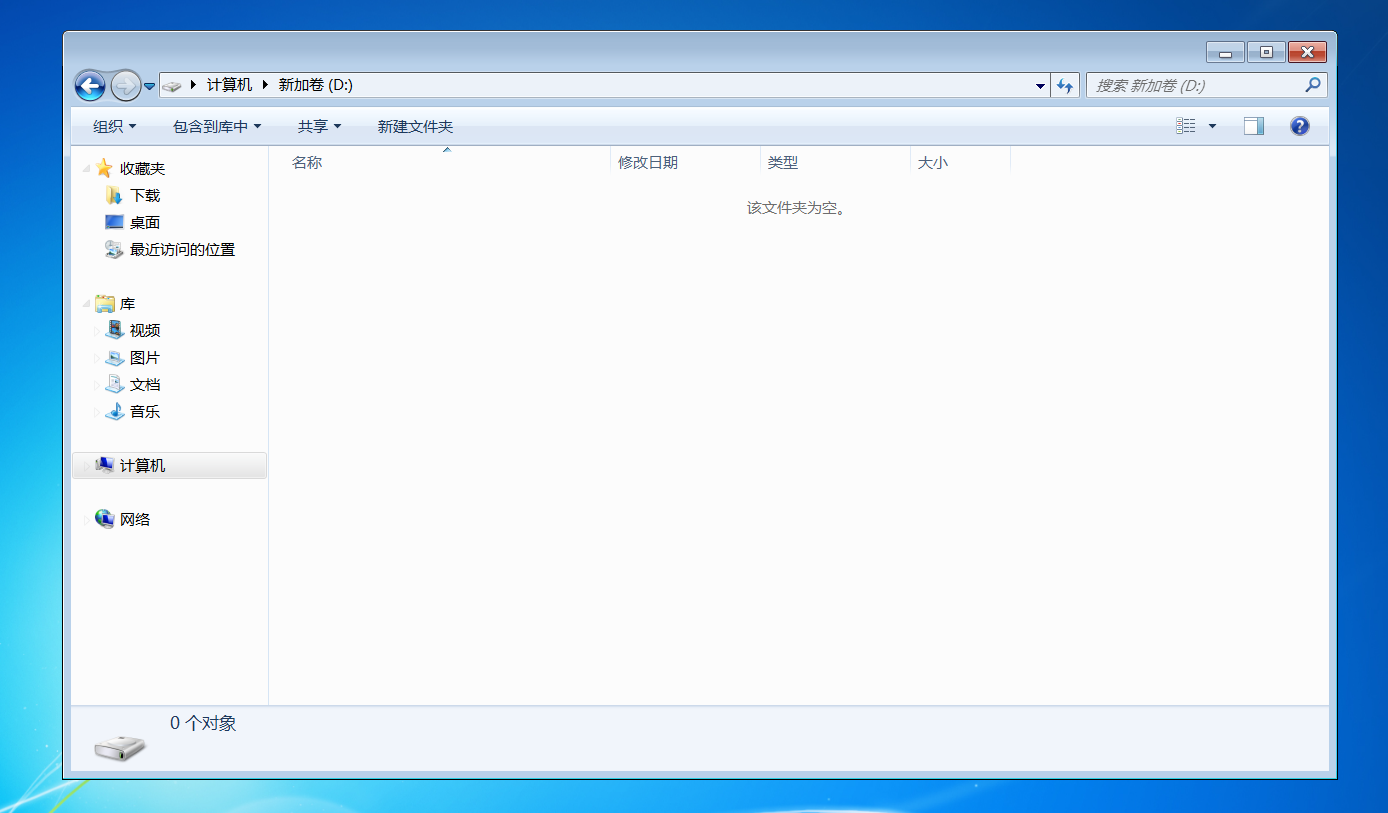 计算机 新加卷 (D:) 搜索 新加卷 (D:)
组织 包含到库中 共享 新建文件夹
收藏夹
下载
桌面
最近访问的位置
库
视频
图片
文档
音乐
计算机
网络
名称 修改日期 类型 大小
该文件夹为空。
0 个对象